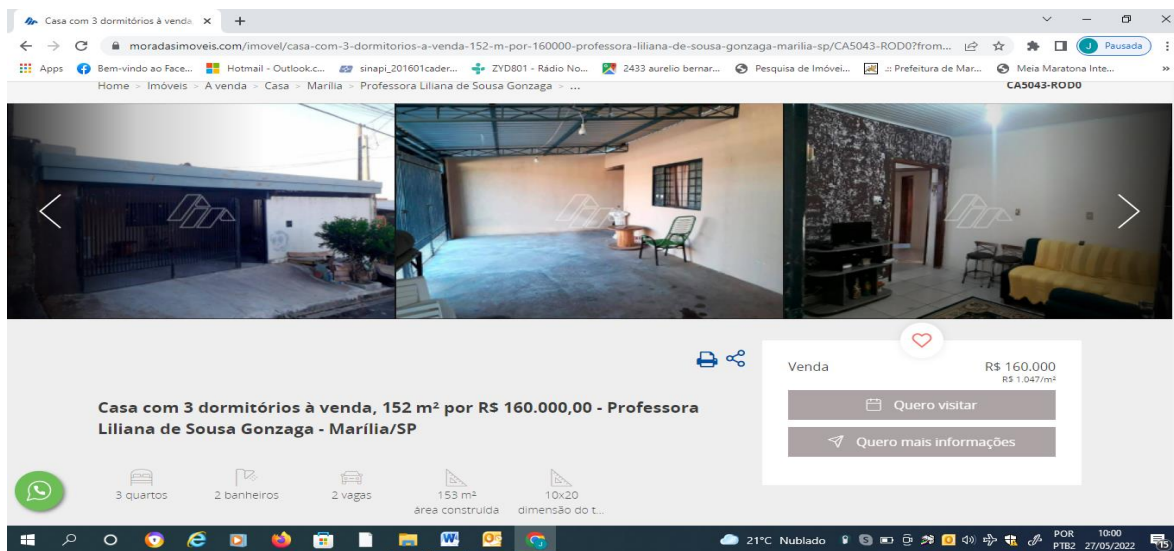 Casa com 3 dormitórios à venda,
moradasimoveis.com/imovel/casa-com-3-dormitorios-a-venda-152-m-por-160000-professora-liliana-de-sousa-gonzaga-marilia-sp/CA5043-ROD0?from...
J Pausada
Apps Bem-vindo ao Face... Hotmail - Outlook.c... sinapi_201601cader... ZYD801 - Rádio No... 2433 aurelio bernar... Pesquisa de Imóvei... .:: Prefeitura de Mar... Meia Maratona Inte... »
Home > Imóveis > A venda > Casa > Marília > Professora Liliana de Sousa Gonzaga > ...
CA5043-ROD0
Venda R$ 160.000
R$ 1.047/m²
Quero visitar
Quero mais informações
Casa com 3 dormitórios à venda, 152 m² por R$ 160.000,00 - Professora
Liliana de Sousa Gonzaga - Marília/SP
3 quartos 2 banheiros 2 vagas 153 m² 10x20
área construída dimensão do t...
21°C Nublado POR 10:00
PTB2 27/05/2022